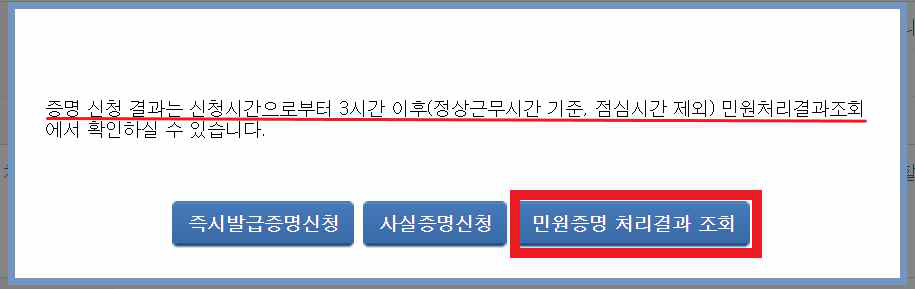 증명 신청 결과는 신청시간으로부터 3시간 이후(정상근무시간 기준, 점심시간 제외) 민원처리결과조회
에서 확인하실 수 있습니다.
즉시발급증명신청 사실증명신청 민원증명 처리결과 조회